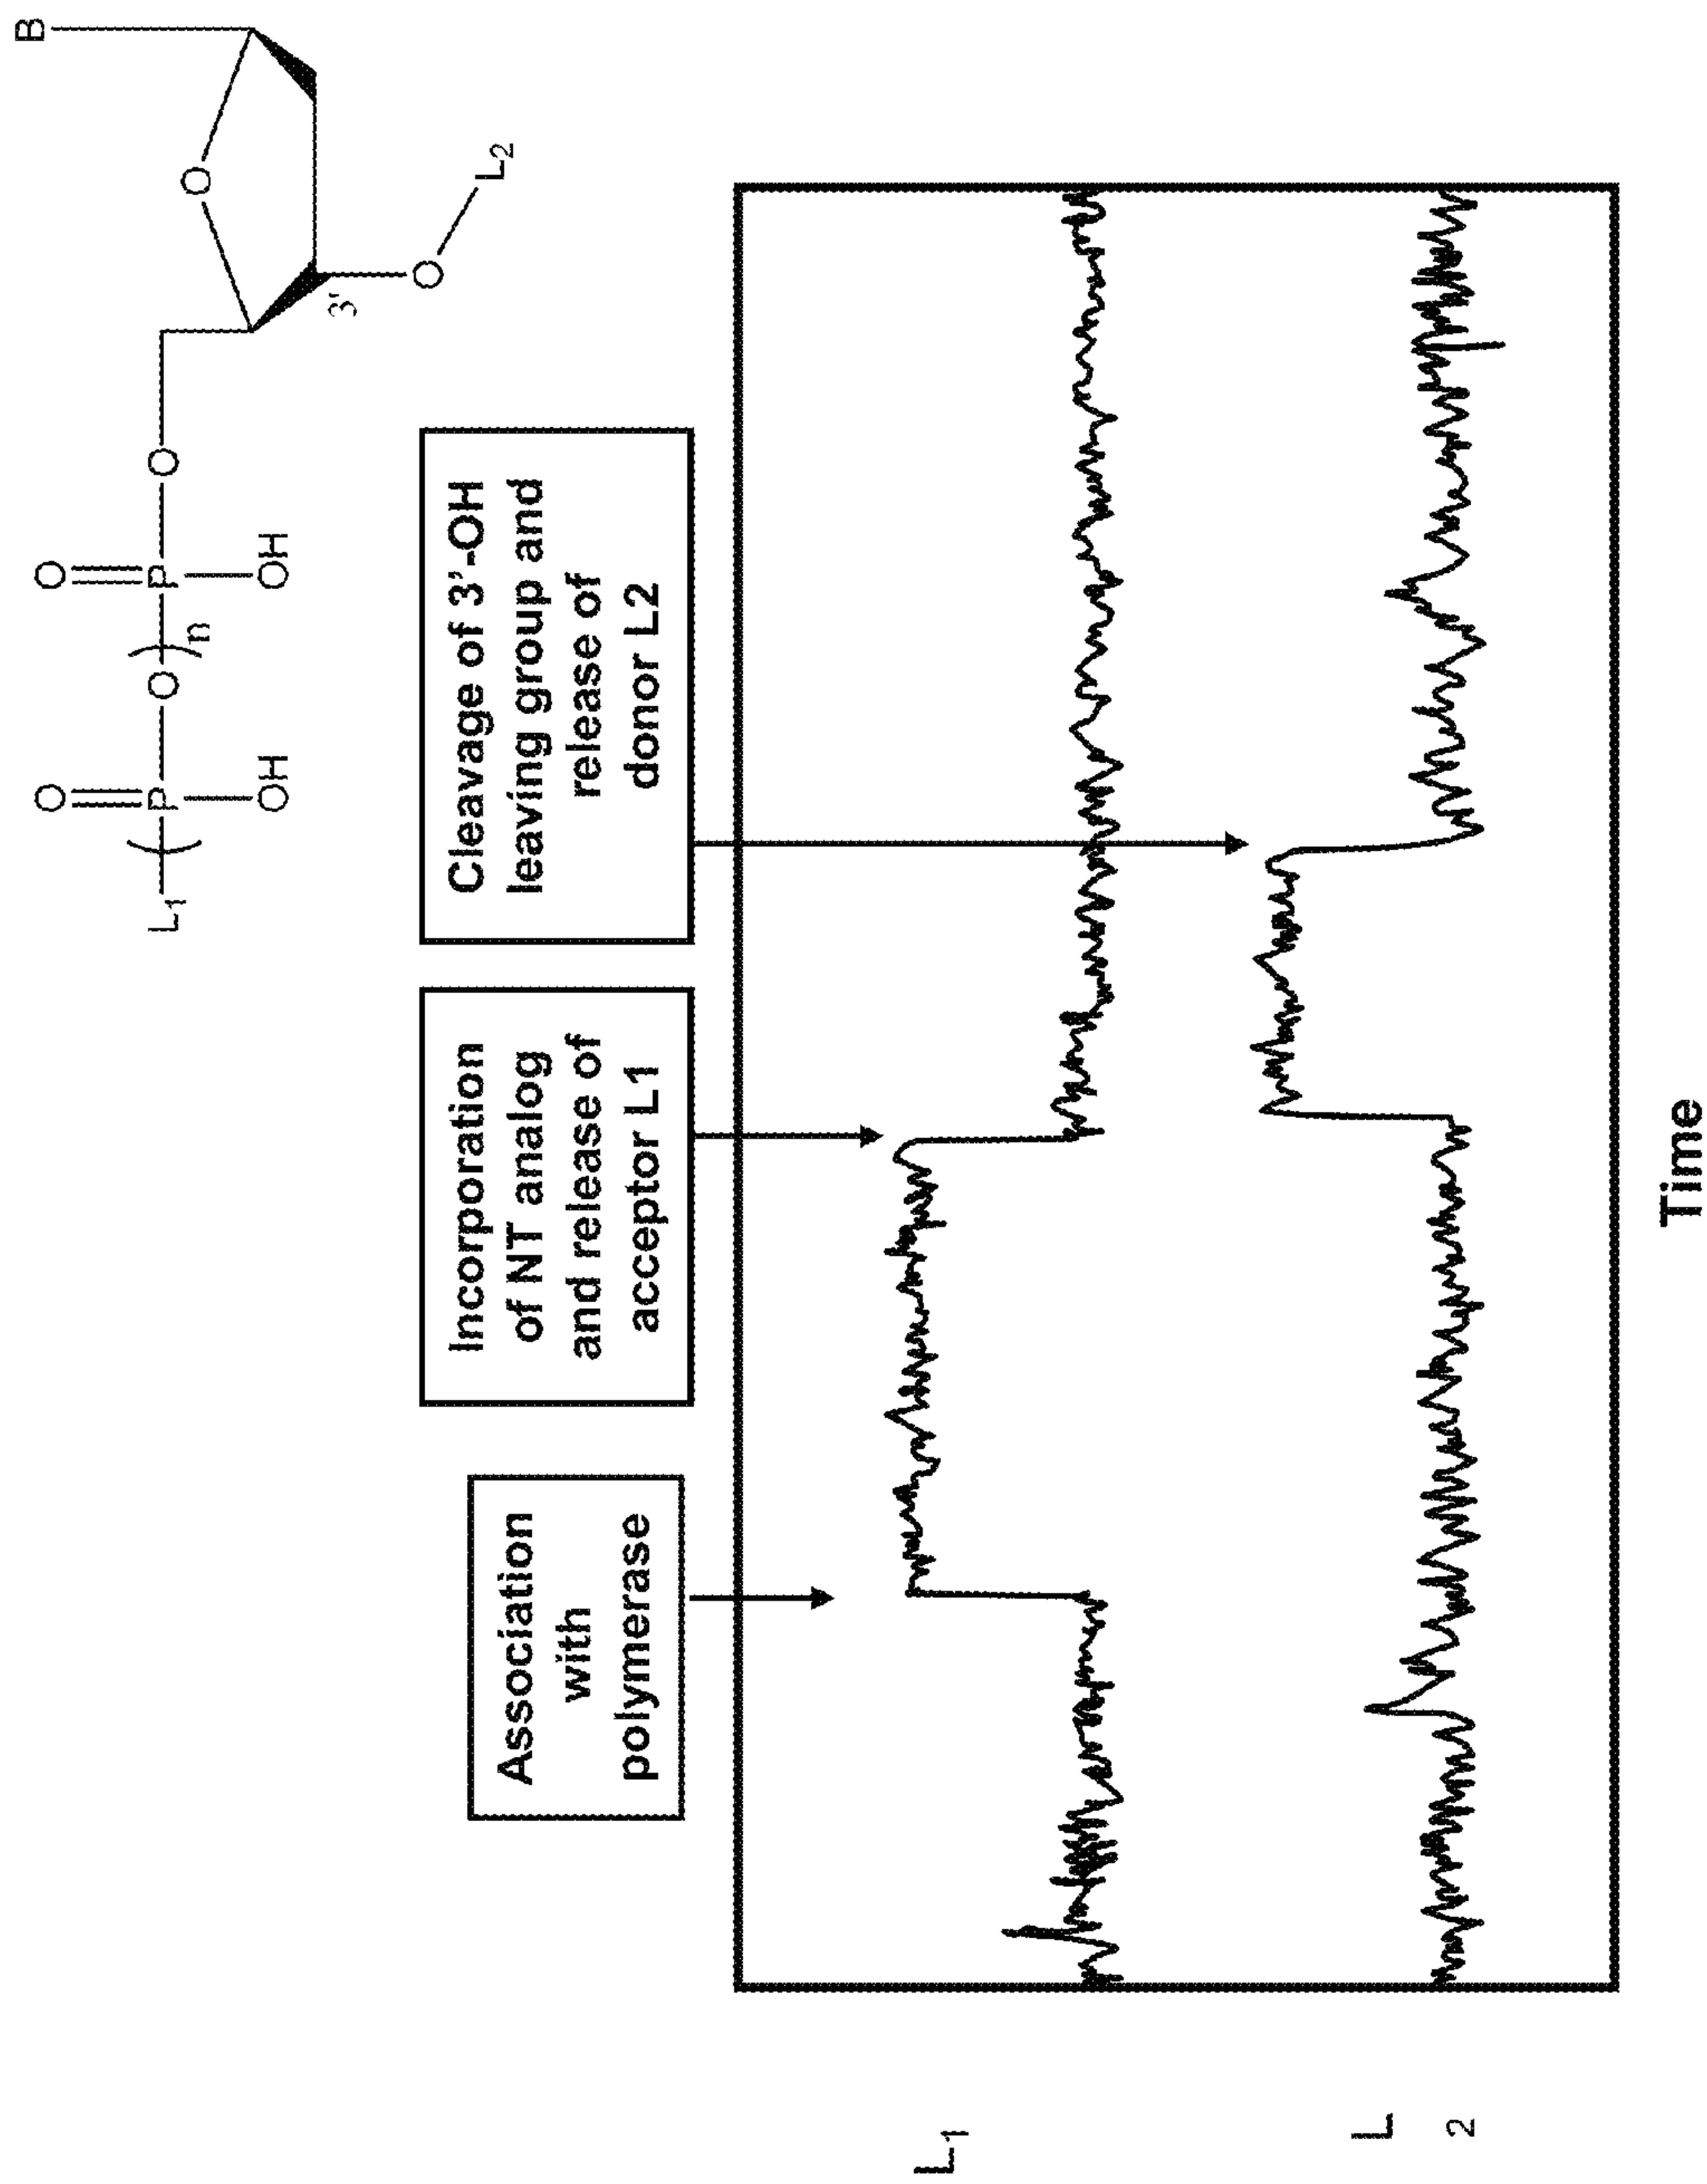 B
O
O
O
O
L1
P
O
P
O
n
3'
O
L2
OH
OH
Association
with
polymerase
Incorporation
of NT analog
and release of
acceptor L1
Cleavage of 3'-OH
leaving group and
release of
donor L2
L1
L
2
Time